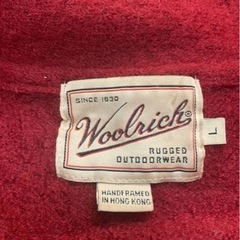 SINCE 1830
Woolrich®
RUGGED
OUTDOORWEAR
L
HANDFRAMED
IN HONG KONG